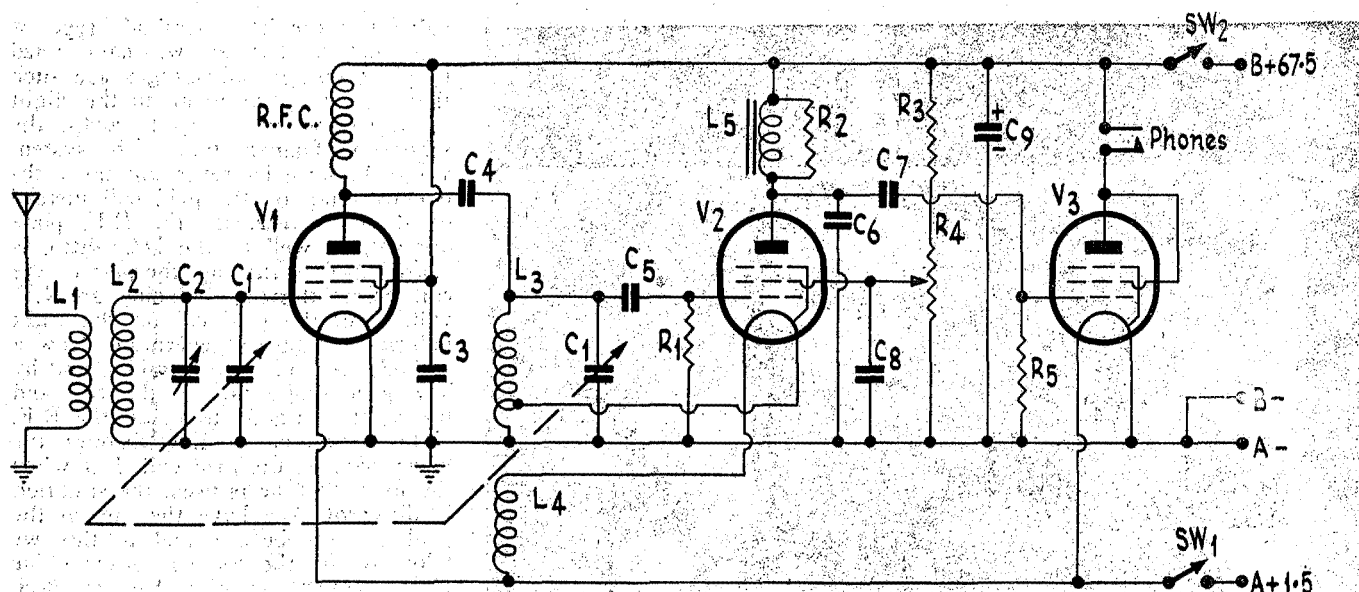 SW2
B+67·5
R.F.C.
L5
R2
R3
C9
+
-
Phones
C4
C7
V1
V2
C6
R4
V3
L1
L2
C2
C1
L3
C5
C1
R1
C3
C8
R5
B-
A-
L4
SW1
A+1·5